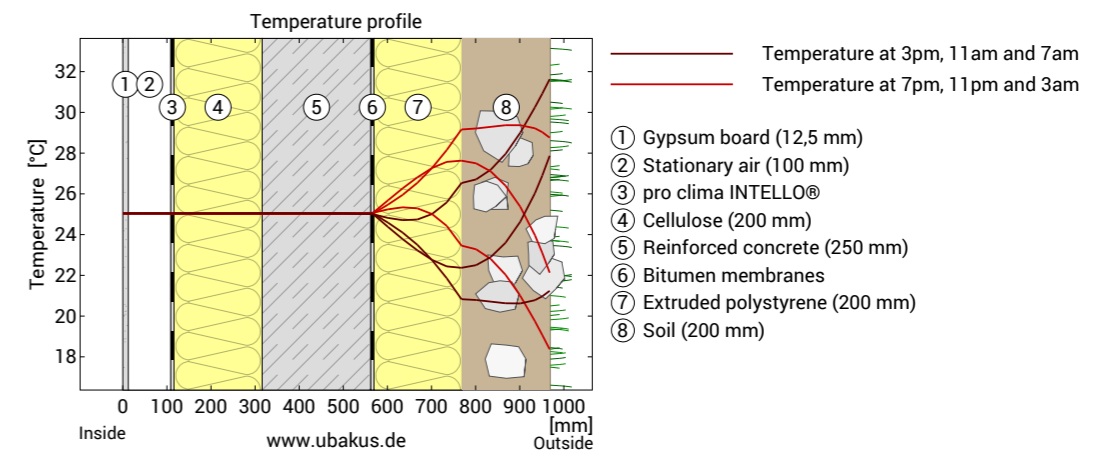 Temperature profile
Temperature [°C]
32
30
28
26
24
22
20
18
1
2
3
4
5
6
7
8
0 100 200 300 400 500 600 700 800 900 1000
[mm]
Inside
www.ubakus.de
Outside
Temperature at 3pm, 11am and 7am
Temperature at 7pm, 11pm and 3am
1 Gypsum board (12,5 mm)
2 Stationary air (100 mm)
3 pro clima INTELLO®
4 Cellulose (200 mm)
5 Reinforced concrete (250 mm)
6 Bitumen membranes
7 Extruded polystyrene (200 mm)
8 Soil (200 mm)